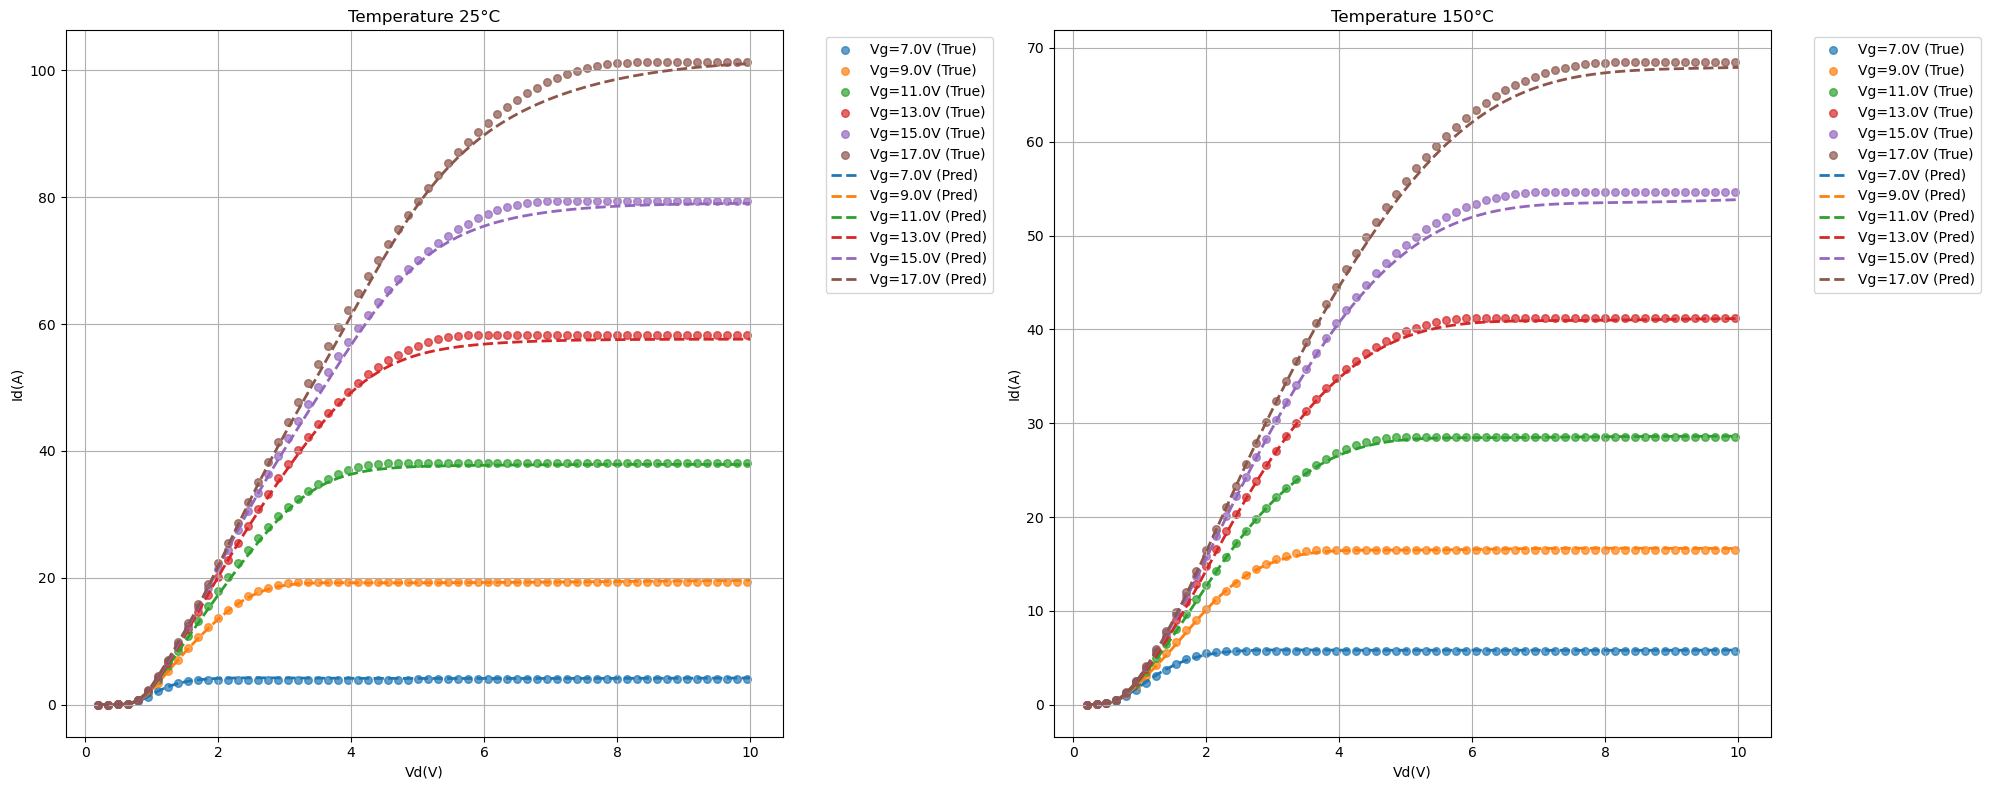 Temperature 25°C
Id(A)
100
80
60
40
20
0
0 2 4 6 8 10
Vd(V)
Vg=7.0V (True)
Vg=9.0V (True)
Vg=11.0V (True)
Vg=13.0V (True)
Vg=15.0V (True)
Vg=17.0V (True)
Vg=7.0V (Pred)
Vg=9.0V (Pred)
Vg=11.0V (Pred)
Vg=13.0V (Pred)
Vg=15.0V (Pred)
Vg=17.0V (Pred)
Temperature 150°C
Id(A)
70
60
50
40
30
20
10
0
0 2 4 6 8 10
Vd(V)
Vg=7.0V (True)
Vg=9.0V (True)
Vg=11.0V (True)
Vg=13.0V (True)
Vg=15.0V (True)
Vg=17.0V (True)
Vg=7.0V (Pred)
Vg=9.0V (Pred)
Vg=11.0V (Pred)
Vg=13.0V (Pred)
Vg=15.0V (Pred)
Vg=17.0V (Pred)